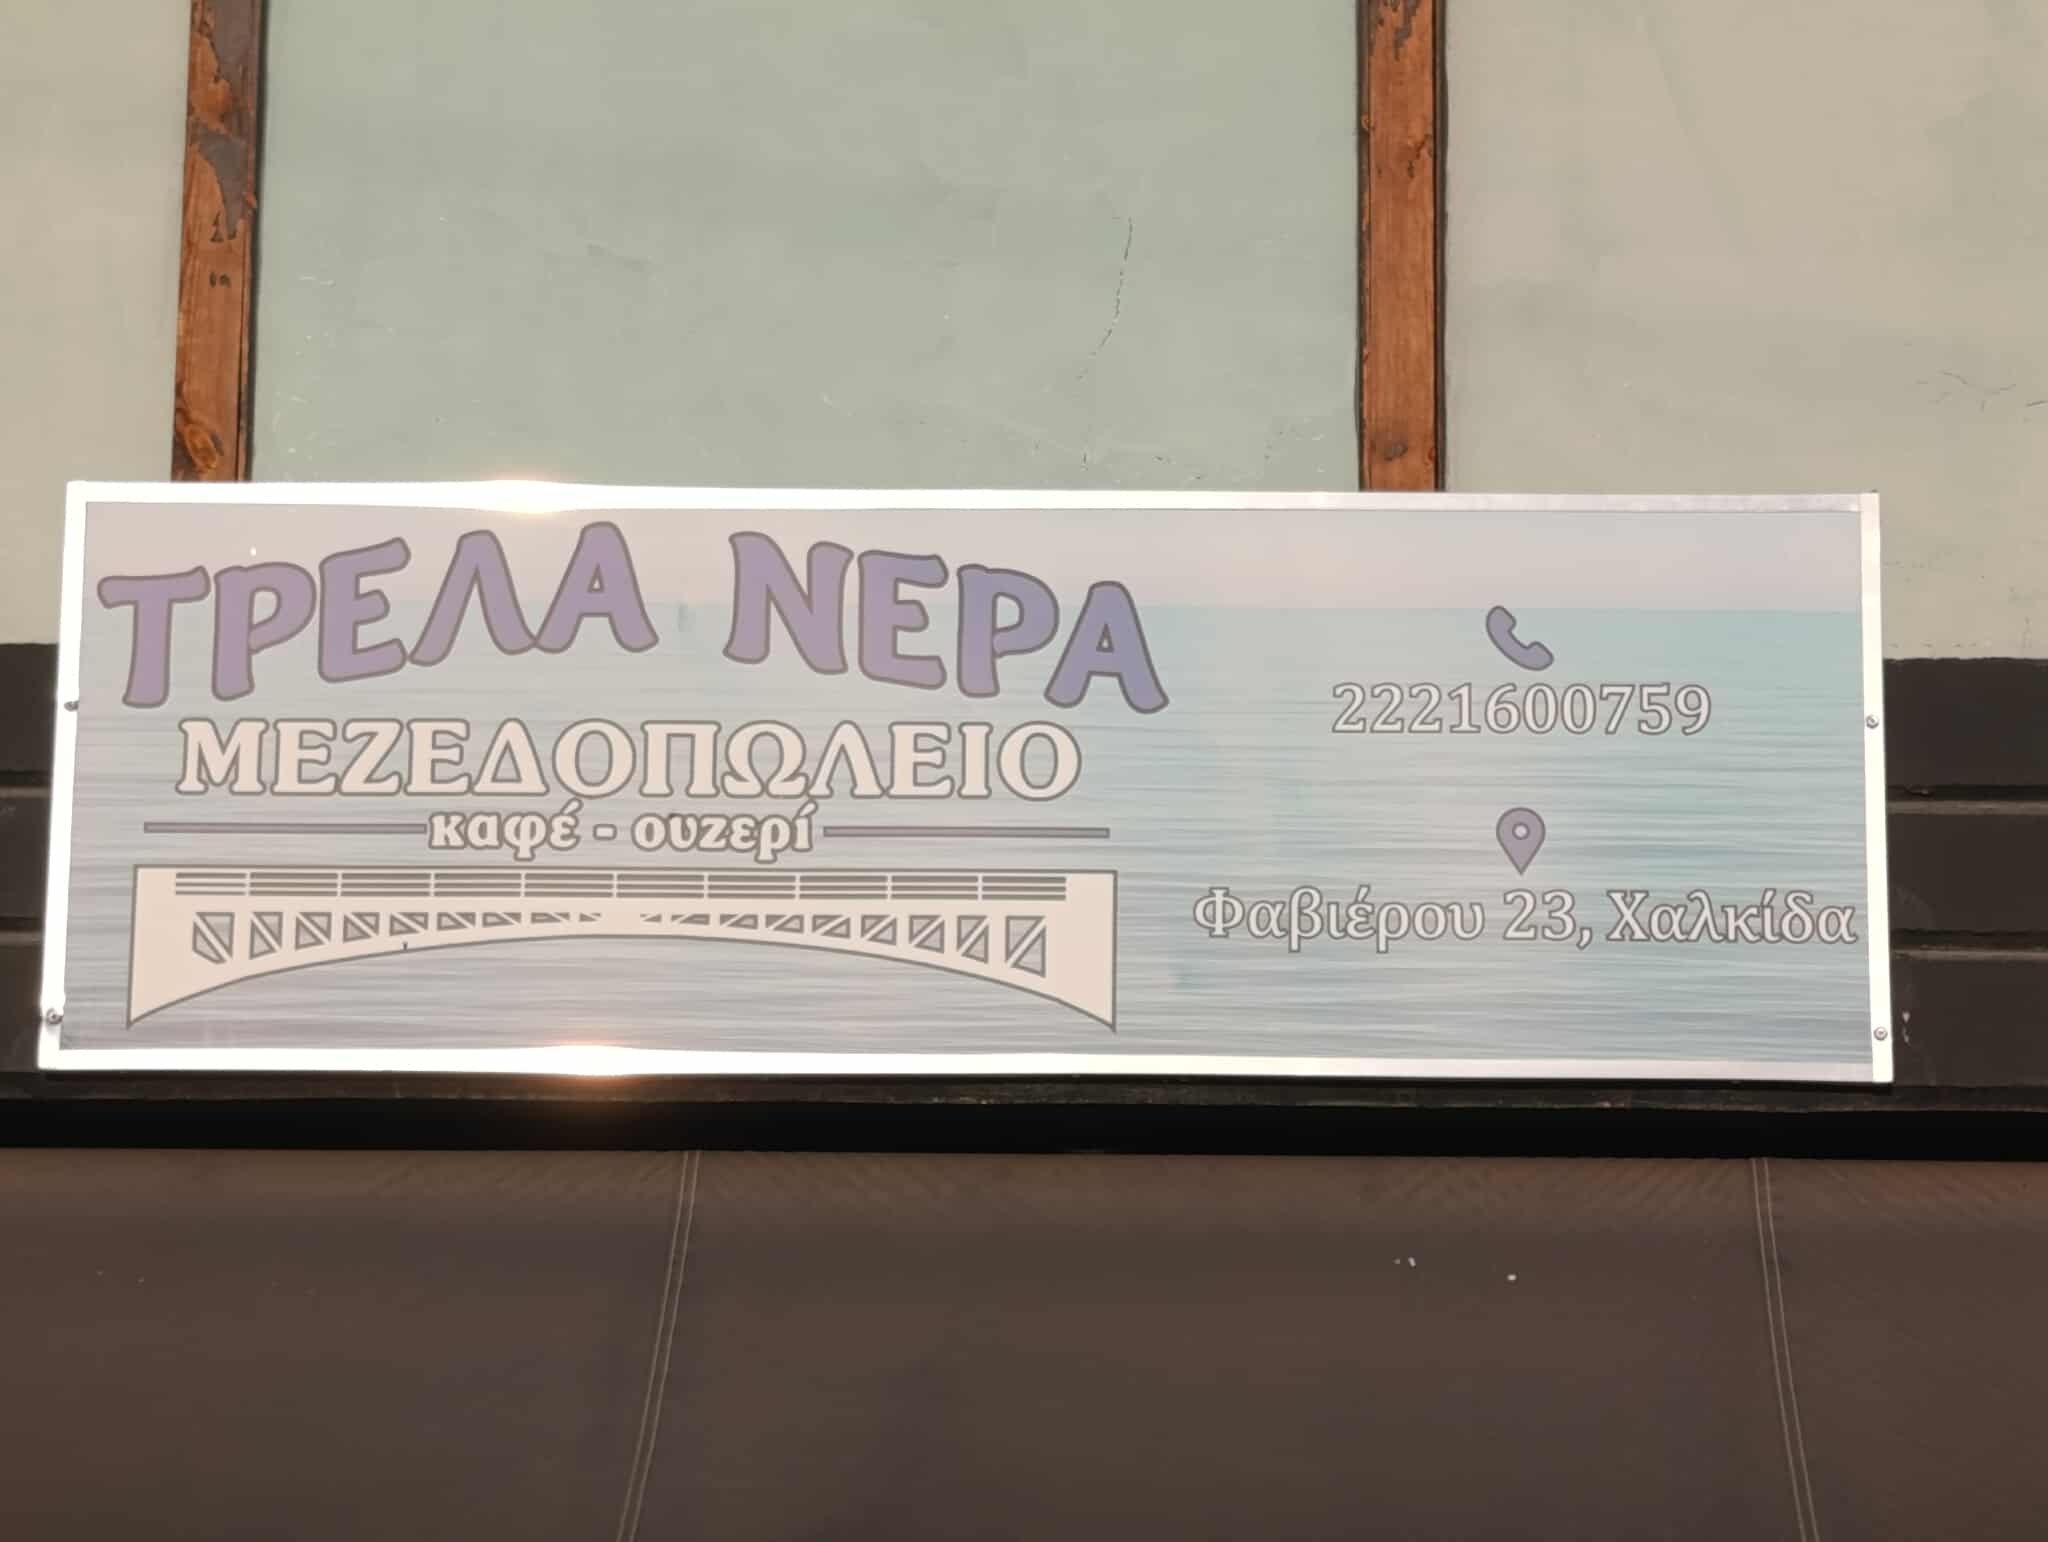 ΤΡΕΛΑ ΝΕΡΑ
ΜΕΖΕΔΟΠΩΛΕΙΟ
καφέ - ουζερί
2221600759
Φαβιέρου 23, Χαλκίδα